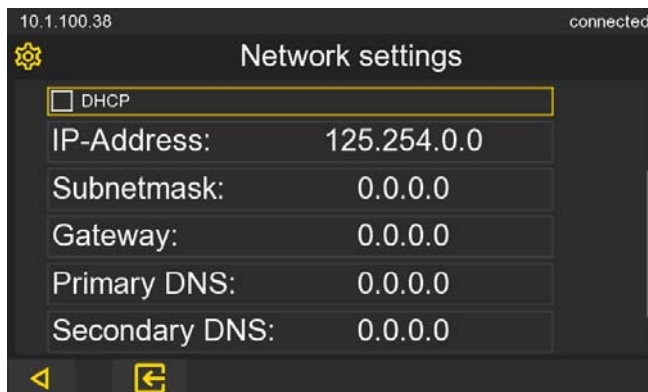 10.1.100.38 connected
Network settings
DHCP
IP-Address: 125.254.0.0
Subnetmask: 0.0.0.0
Gateway: 0.0.0.0
Primary DNS: 0.0.0.0
Secondary DNS: 0.0.0.0